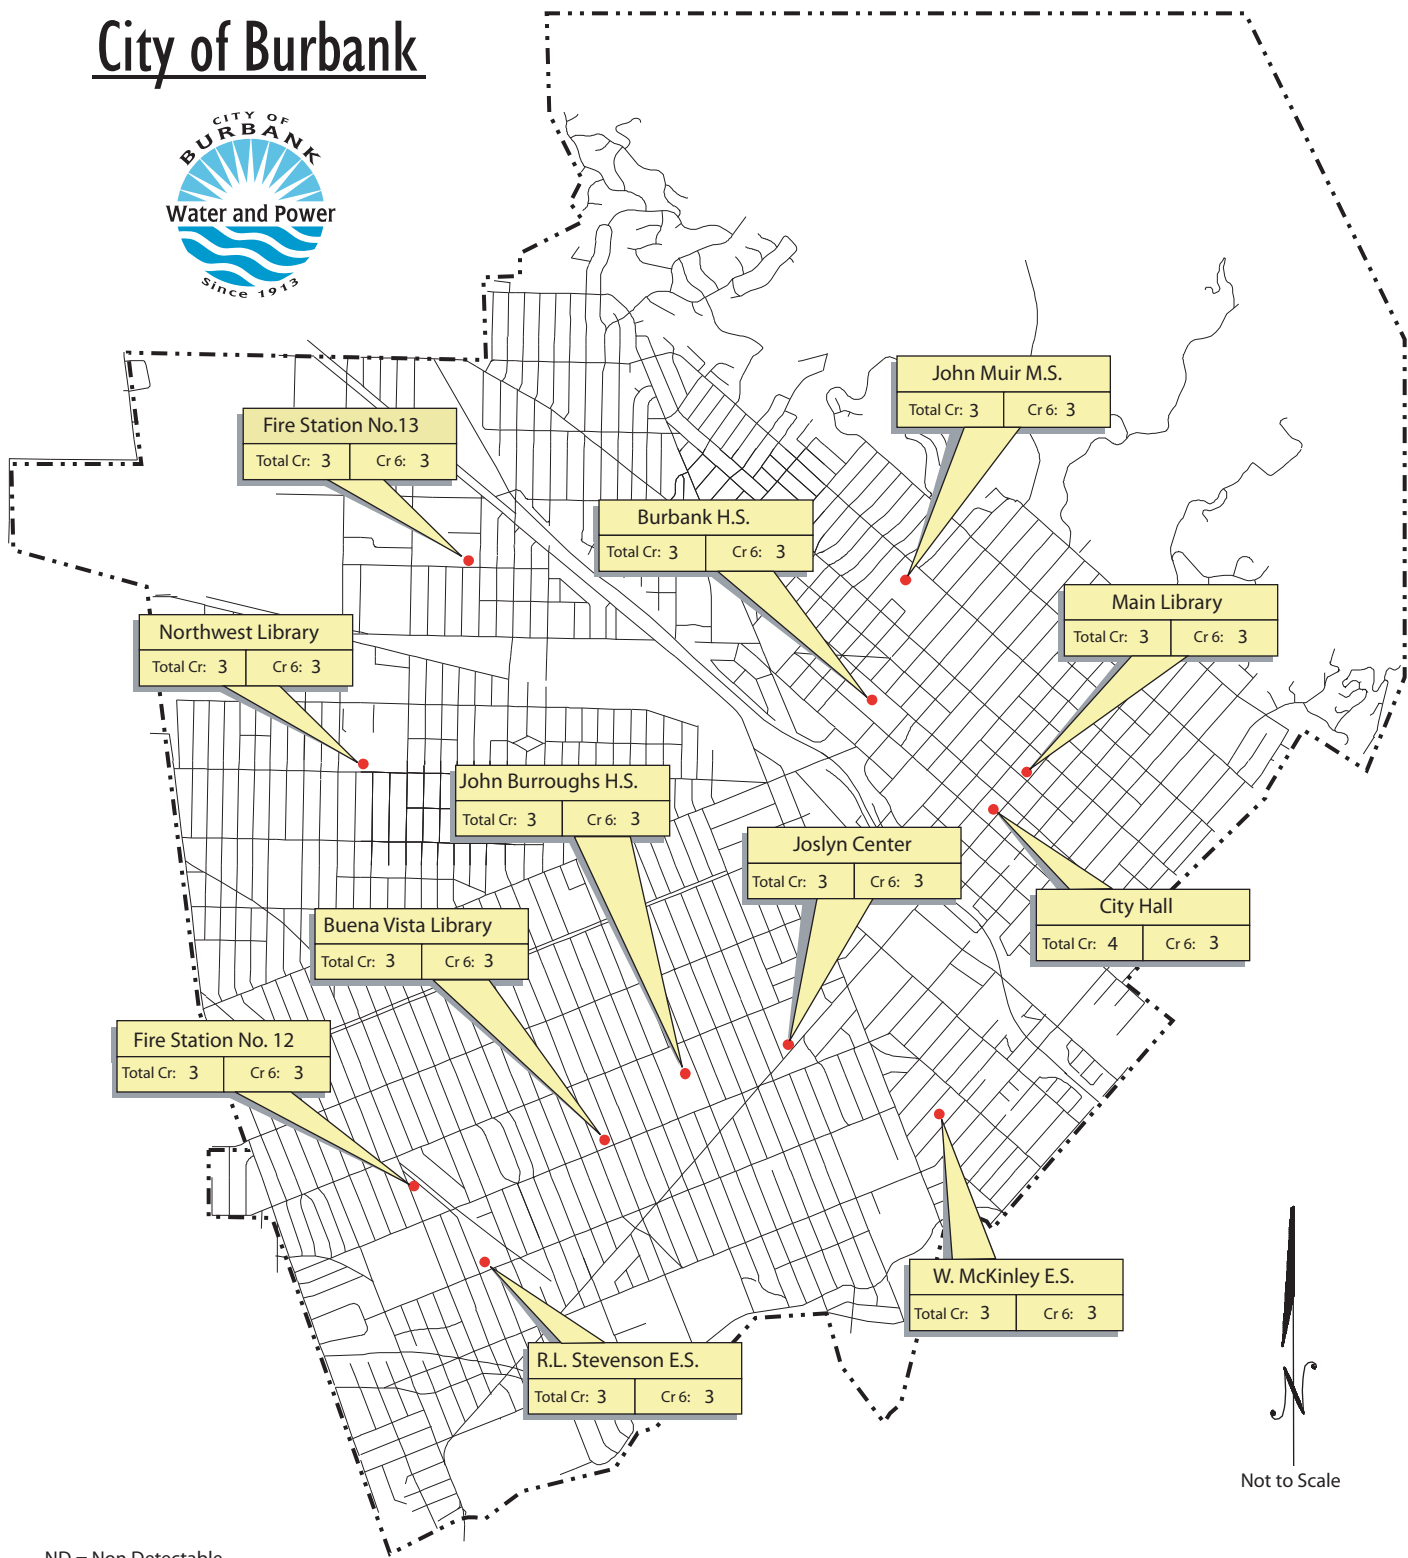 City of Burbank
CITY OF
BURBANK
Water and Power
Since 1913
John Muir M.S.
Total Cr: 3 Cr 6: 3
Fire Station No.13
Total Cr: 3 Cr 6: 3
Burbank H.S.
Total Cr: 3 Cr 6: 3
Main Library
Total Cr: 3 Cr 6: 3
Northwest Library
Total Cr: 3 Cr 6: 3
John Burroughs H.S.
Total Cr: 3 Cr 6: 3
Joslyn Center
Total Cr: 3 Cr 6: 3
City Hall
Total Cr: 4 Cr 6: 3
Buena Vista Library
Total Cr: 3 Cr 6: 3
Fire Station No. 12
Total Cr: 3 Cr 6: 3
W. McKinley E.S.
Total Cr: 3 Cr 6: 3
R.L. Stevenson E.S.
Total Cr: 3 Cr 6: 3
N
Not to Scale
ND = Non Detectable